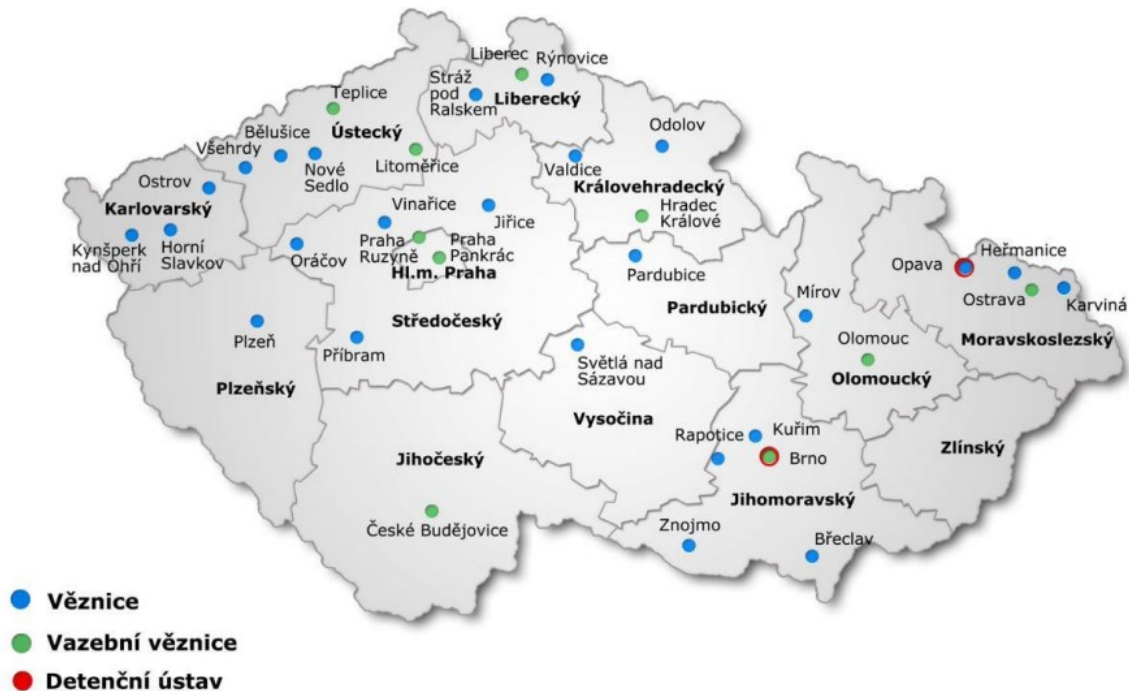 Liberec
Rýnovice
Stráž
pod
Ralskem
Liberecký
Teplice
Ústecký
Bělušice
Všehrdy
Nové
Sedlo
Litoměřice
Odolov
Valdice
Královehradecký
Hradec
Králové
Ostrov
Karlovarský
Kynšperk
nad Ohří
Horní
Slavkov
Vinařice
Jiřice
Oráčov
Praha
Ruzyně
Praha
Pankrác
Hl.m. Praha
Středočeský
Pardubice
Pardubický
Opava
Heřmanice
Ostrava
Karviná
Moravskoslezský
Mírov
Olomouc
Olomoucký
Plzeň
Plzeňský
Příbram
Světlá nad
Sázavou
Vysočina
Rapotice
Kuřim
Brno
Jihomoravský
Zlínský
Jihočeský
České Budějovice
Znojmo
Břeclav
Věznice
Vazební věznice
Detenční ústav